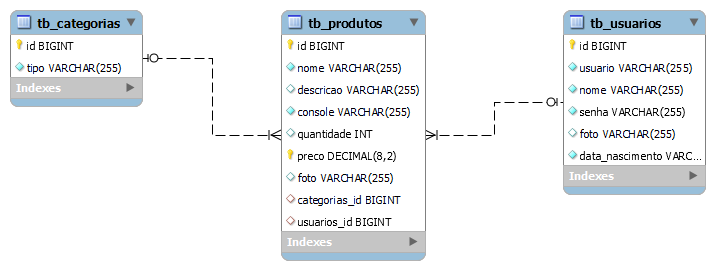 tb_categorias
id BIGINT
tipo VARCHAR(255)
Indexes
tb_produtos
id BIGINT
nome VARCHAR(255)
descricao VARCHAR(255)
console VARCHAR(255)
quantidade INT
preco DECIMAL(8,2)
foto VARCHAR(255)
categorias_id BIGINT
usuarios_id BIGINT
Indexes
tb_usuarios
id BIGINT
usuario VARCHAR(255)
nome VARCHAR(255)
senha VARCHAR(255)
foto VARCHAR(255)
data_nascimento VARC...
Indexes